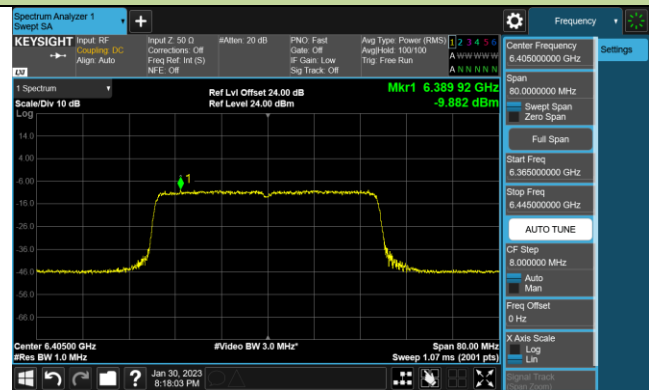 Spectrum Analyzer 1
Swept SA
Frequency
KEYSIGHT
Input: RF
Coupling: DC
Align: Auto
Input Z: 50 Ω
Corrections: Off
Freq Ref: Int (S)
NFE: Off
#Atten: 20 dB
PNO: Fast
Gate: Off
IF Gain: Low
Sig Track: Off
Avg Type: Power (RMS)
Avg|Hold: 100/100
Trig: Free Run
1 2 3 4 5 6
A W W W W W
A N N N N N
LXI
1 Spectrum
Scale/Div 10 dB
Log
Ref Lvl Offset 24.00 dB
Ref Level 24.00 dBm
Mkr1 6.389 92 GHz
-9.882 dBm
14.0
4.00
-6.00
-16.0
-26.0
-36.0
-46.0
-56.0
-66.0
1
Center 6.40500 GHz
#Res BW 1.0 MHz
#Video BW 3.0 MHz*
Span 80.00 MHz
Sweep 1.07 ms (2001 pts)
Center Frequency
6.405000000 GHz
Settings
Span
80.0000000 MHz
Swept Span
Zero Span
Full Span
Start Freq
6.365000000 GHz
Stop Freq
6.445000000 GHz
AUTO TUNE
CF Step
8.000000 MHz
Auto
Man
Freq Offset
0 Hz
X Axis Scale
Log
Lin
Signal Track
(Span Zoom)
Jan 30, 2023
8:18:03 PM